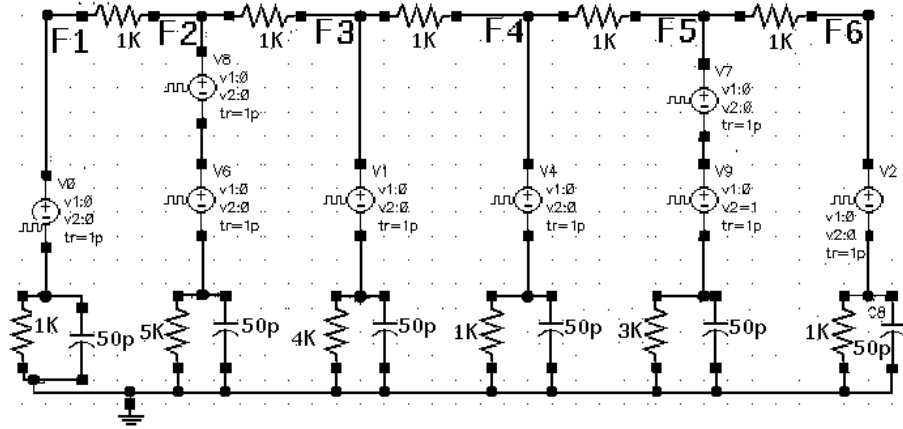 F1 1K F2 1K F3 1K F4 1K F5 1K F6
V8
v1:0
v2:0
tr=1p
V7
v1:0
v2:0
tr=1p
V0
v1:0
v2:0
tr=1p
V6
v1:0
v2:0
tr=1p
V1
v1:0
v2:0
tr=1p
V4
v1:0
v2:0
tr=1p
V9
v1:0
v2=.1
tr=1p
V2
v1:0
v2:0
tr=1p
1K 50p 5K 50p 4K 50p 1K 50p 3K 50p 1K C8 50p